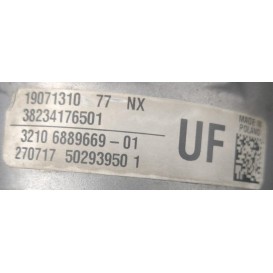 19071310 77 NX
38234176501
3210 6889669-01
270717 50293950 1
UF
MADE IN
POLAND